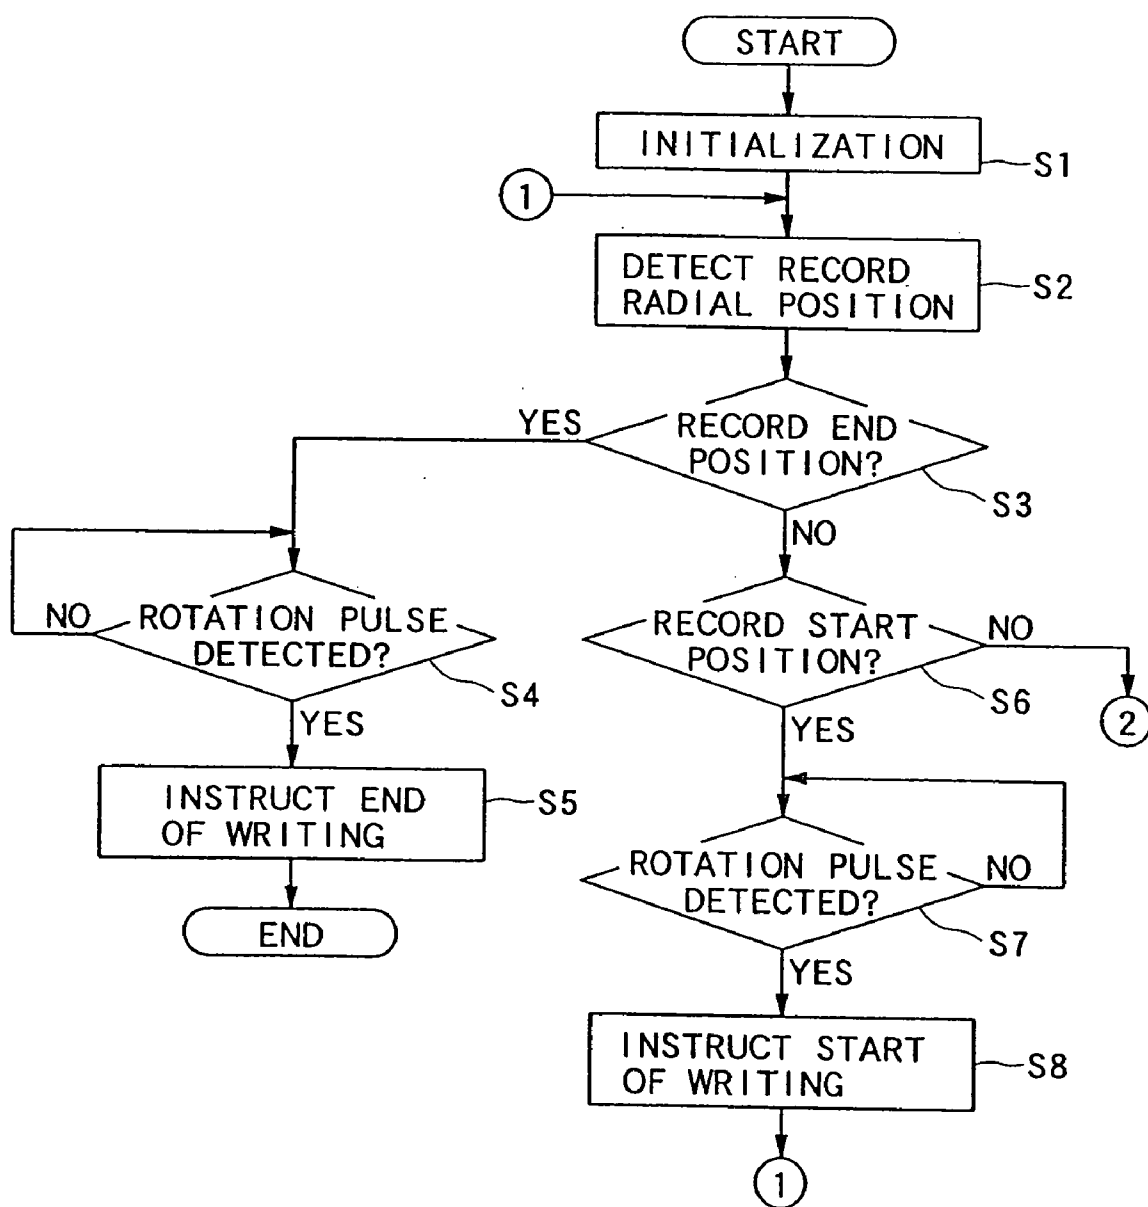 START
INITIALIZATION
S1
1
DETECT RECORD
RADIAL POSITION
S2
YES
RECORD END
POSITION?
S3
NO
NO
ROTATION PULSE
DETECTED?
S4
RECORD START
POSITION?
NO
S6
2
YES
YES
INSTRUCT END
OF WRITING
S5
ROTATION PULSE
DETECTED?
NO
S7
END
YES
INSTRUCT START
OF WRITING
S8
1